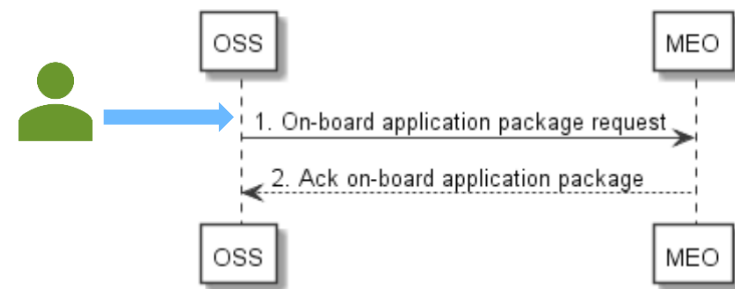 OSS
MEO
1. On-board application package request
2. Ack on-board application package
OSS
MEO